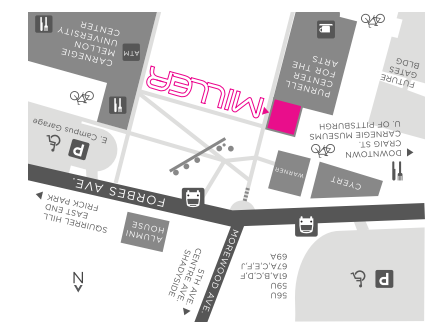 CARNEGIE
MELLON
UNIVERSITY
CENTER
ATM
MILLER
PURNELL
CENTER
FOR THE
ARTS
FUTURE
GATES
BLDG
E. Campus Garage
P
DOWNTOWN
CRAIG ST.
CARNEGIE MUSEUMS
U. OF PITTSBURGH
WARNER
CYERT
FORBES AVE.
SQUIRREL HILL
EAST END
FRICK PARK
ALUMNI
HOUSE
5TH AVE.
CENTRE AVE.
SHADYSIDE
MOREWOOD AVE.
56U
59U
61A,B,C,F
67A,C,E,F,J
69A
P
N